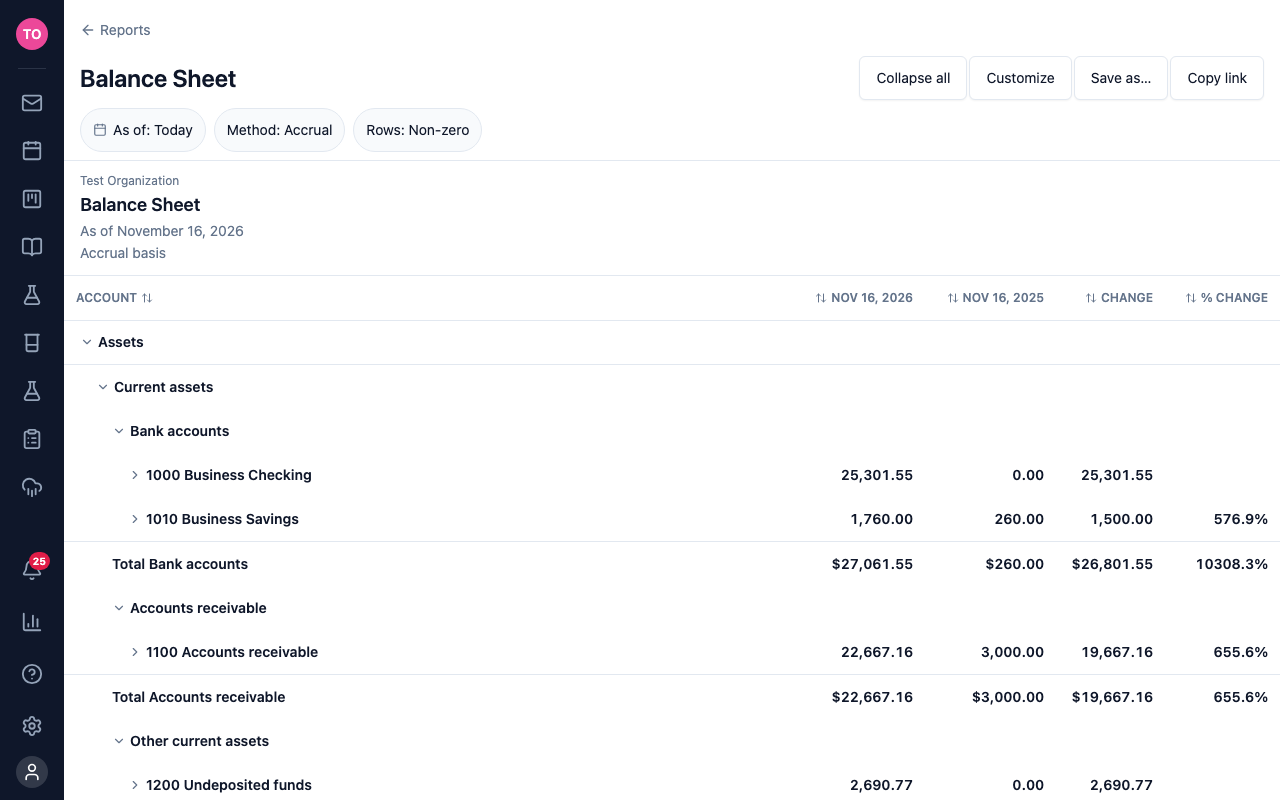 TO
Reports
Balance Sheet
Collapse all
Customize
Save as...
Copy link
As of: Today
Method: Accrual
Rows: Non-zero
Test Organization
Balance Sheet
As of November 16, 2026
Accrual basis
ACCOUNT NOV 16, 2026 NOV 16, 2025 CHANGE % CHANGE
Assets
Current assets
Bank accounts
1000 Business Checking 25,301.55 0.00 25,301.55
1010 Business Savings 1,760.00 260.00 1,500.00 576.9%
Total Bank accounts $27,061.55 $260.00 $26,801.55 10308.3%
Accounts receivable
1100 Accounts receivable 22,667.16 3,000.00 19,667.16 655.6%
Total Accounts receivable $22,667.16 $3,000.00 $19,667.16 655.6%
Other current assets
1200 Undeposited funds 2,690.77 0.00 2,690.77
25